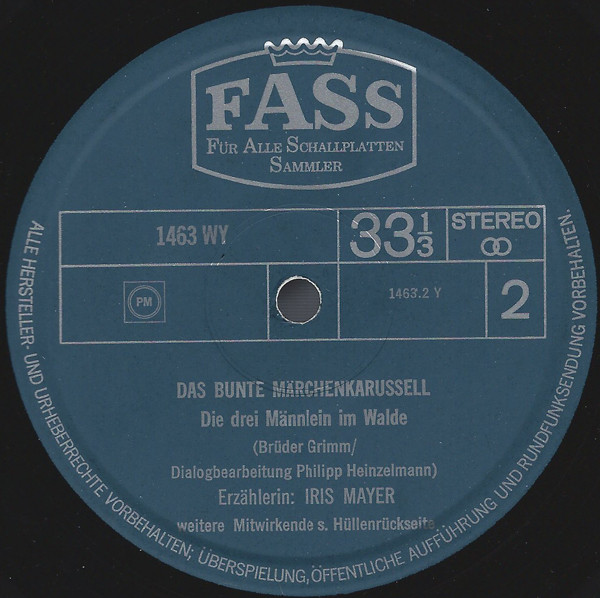 FASS
FÜR ALLE SCHALLPLATTEN
SAMMLER
1463 WY
33 1/3
STEREO
PM
1463.2 Y
2
DAS BUNTE MÄRCHENKARUSSELL
Die drei Männlein im Walde
(Brüder Grimm/
Dialogbearbeitung Philipp Heinzelmann)
Erzählerin: IRIS MAYER
weitere Mitwirkende s. Hüllenrückseite
ALLE HERSTELLER- UND URHEBERRECHTE VORBEHALTEN; ÜBERSPIELUNG, ÖFFENTLICHE AUFFÜHRUNG UND RUNDFUNKSENDUNG VORBEHALTEN.